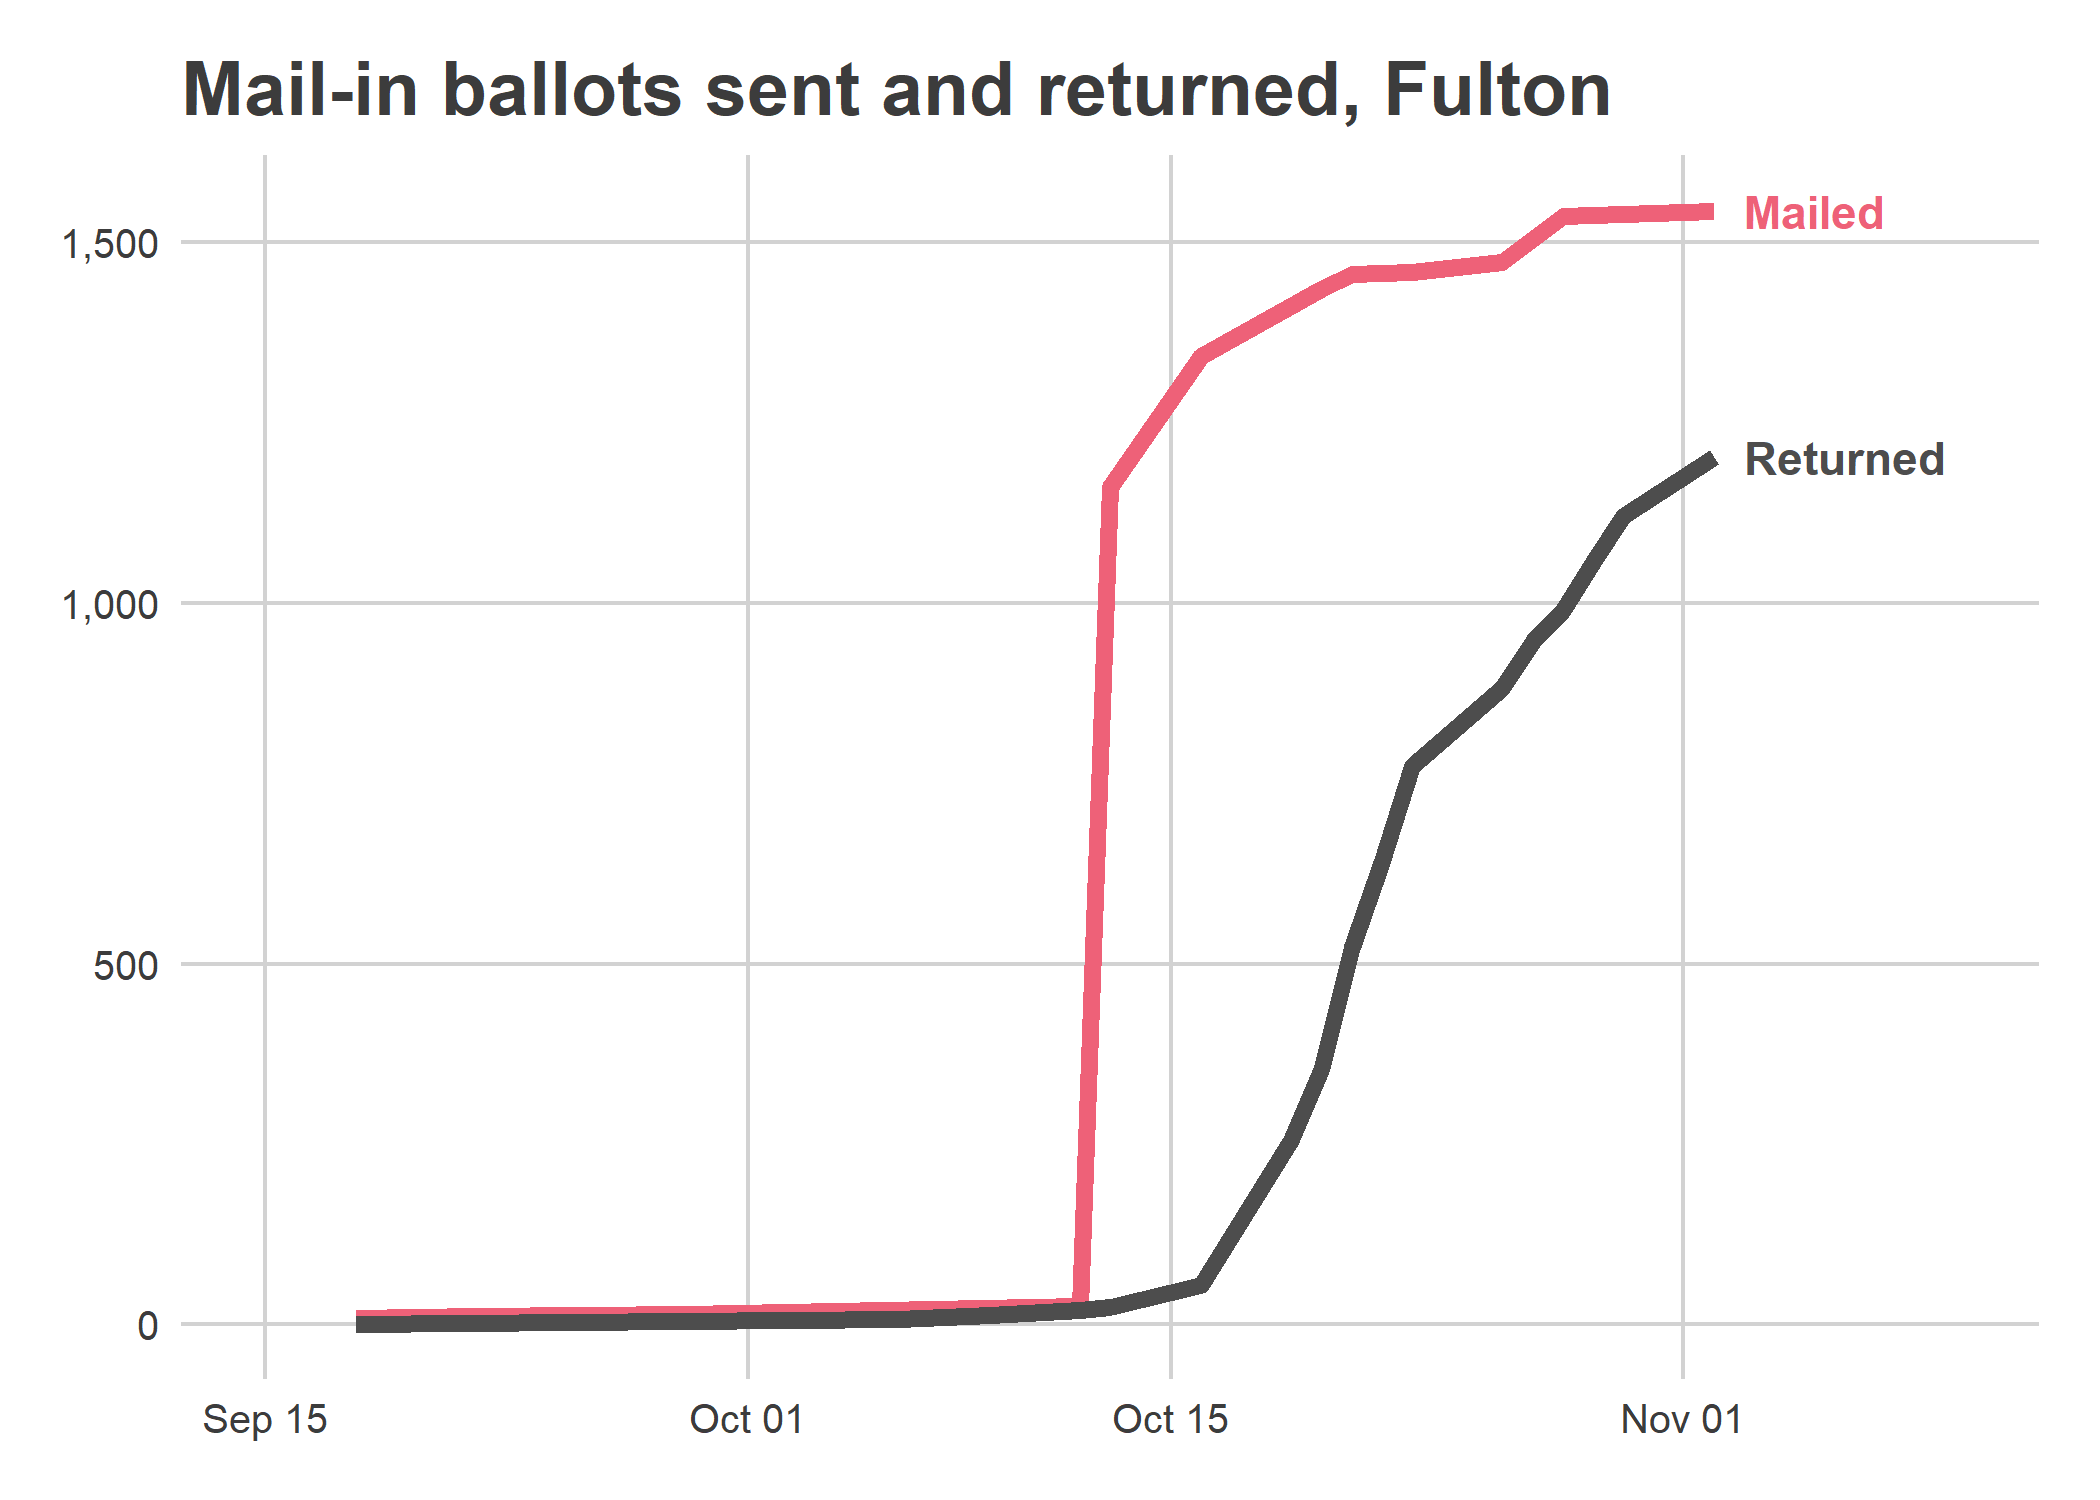 Mail-in ballots sent and returned, Fulton
1,500
1,000
500
0
Mailed
Returned
Sep 15
Oct 01
Oct 15
Nov 01